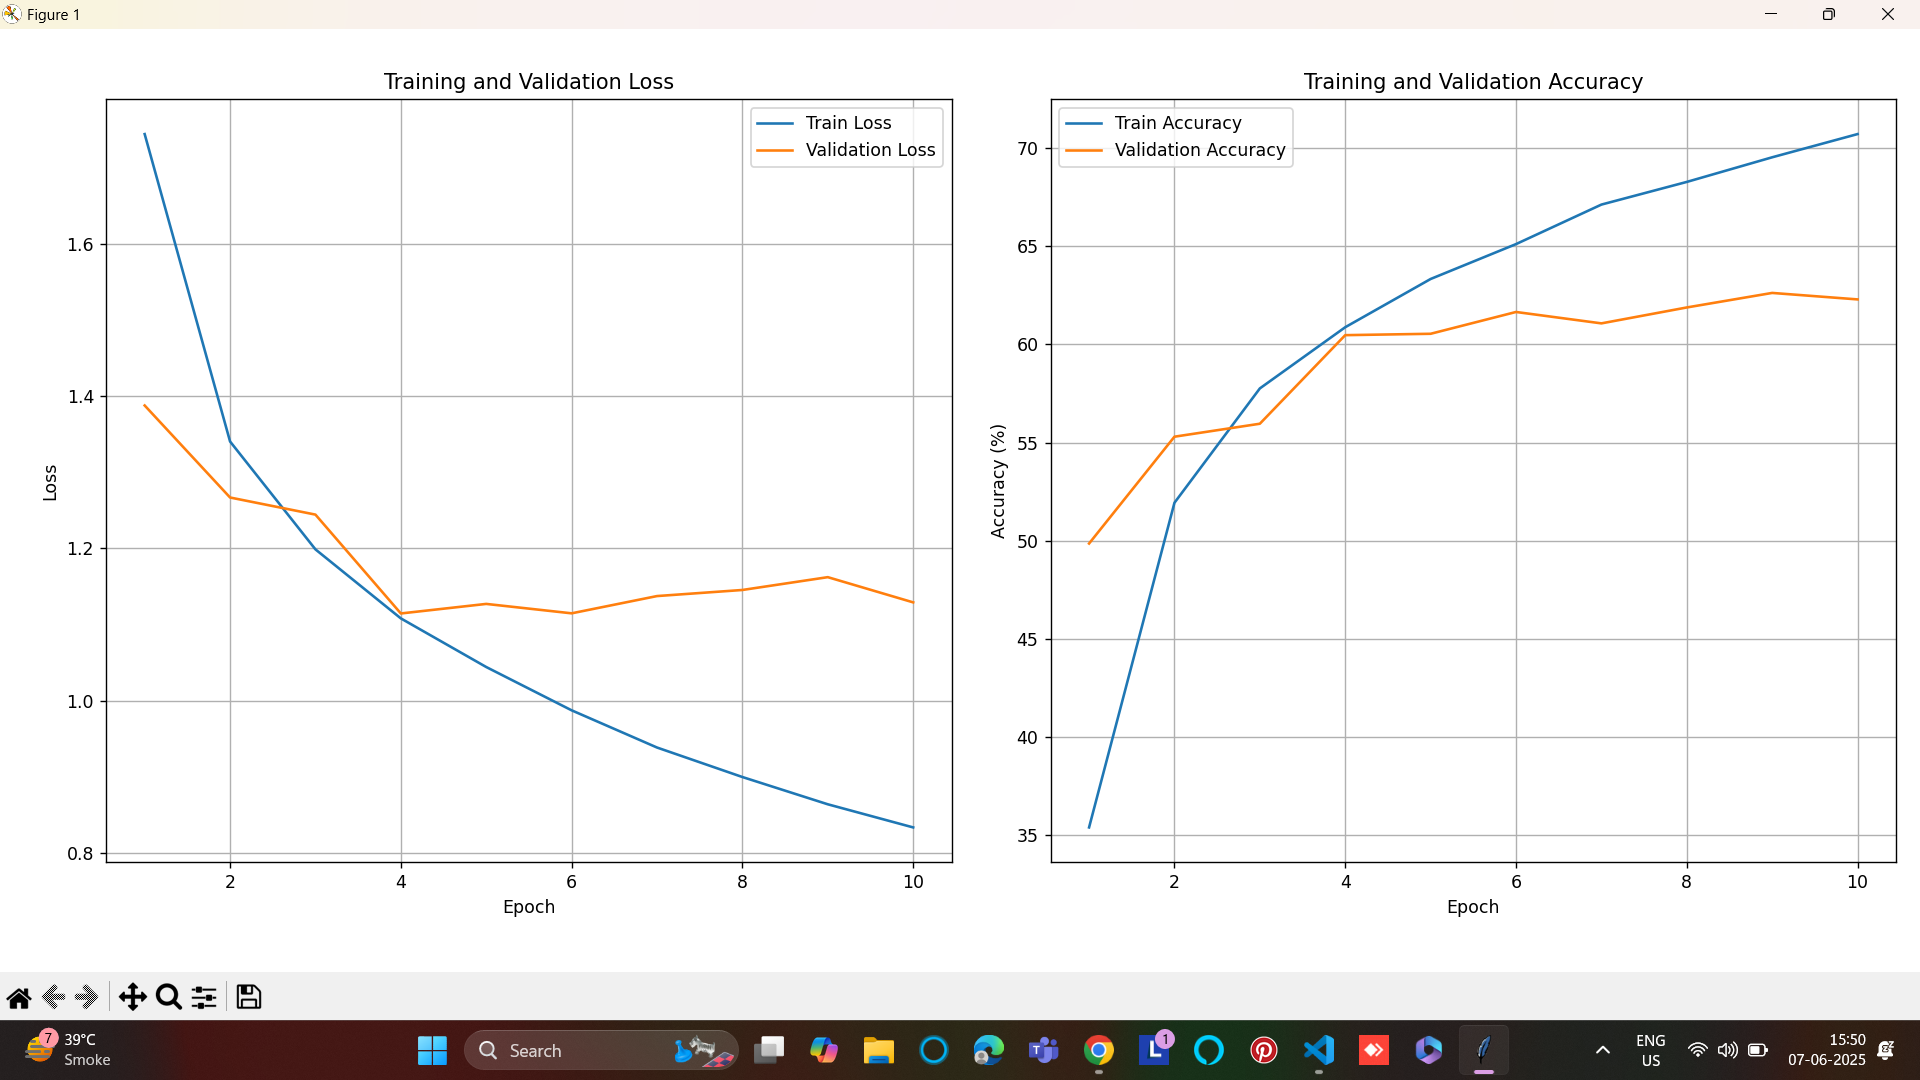 Figure 1
Training and Validation Loss
Train Loss
Validation Loss
1.6
1.4
1.2
1.0
0.8
Loss
2 4 6 8 10
Epoch
Training and Validation Accuracy
Train Accuracy
Validation Accuracy
70
65
60
55
50
45
40
35
Accuracy (%)
2 4 6 8 10
Epoch
7
39°C
Smoke
Search
T
L
1
ENG
US
15:50
07-06-2025